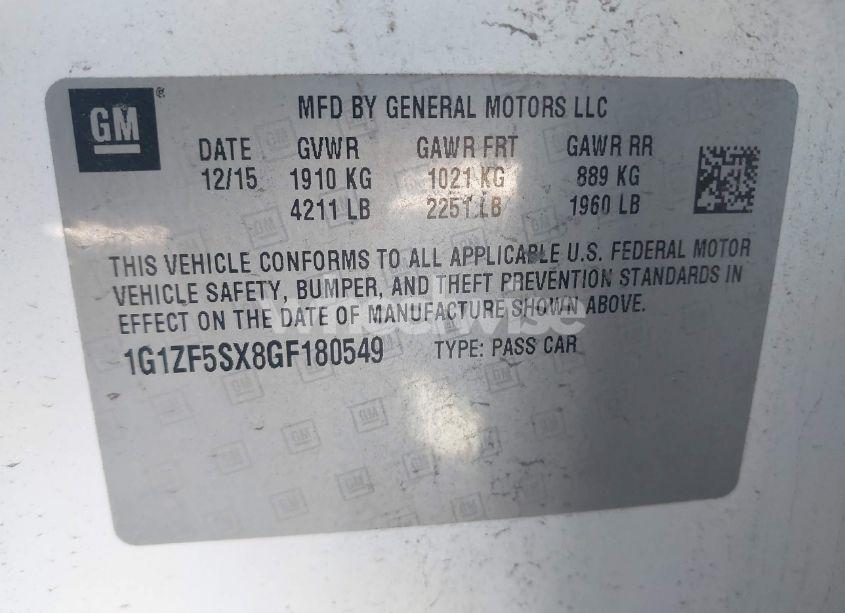 GM
MFD BY GENERAL MOTORS LLC
DATE GVWR GAWR FRT GAWR RR
12/15 1910 KG 1021 KG 889 KG
4211 LB 2251 LB 1960 LB
THIS VEHICLE CONFORMS TO ALL APPLICABLE U.S. FEDERAL MOTOR
VEHICLE SAFETY, BUMPER, AND THEFT PREVENTION STANDARDS IN
EFFECT ON THE DATE OF MANUFACTURE SHOWN ABOVE.
1G1ZF5SX8GF180549 TYPE: PASS CAR